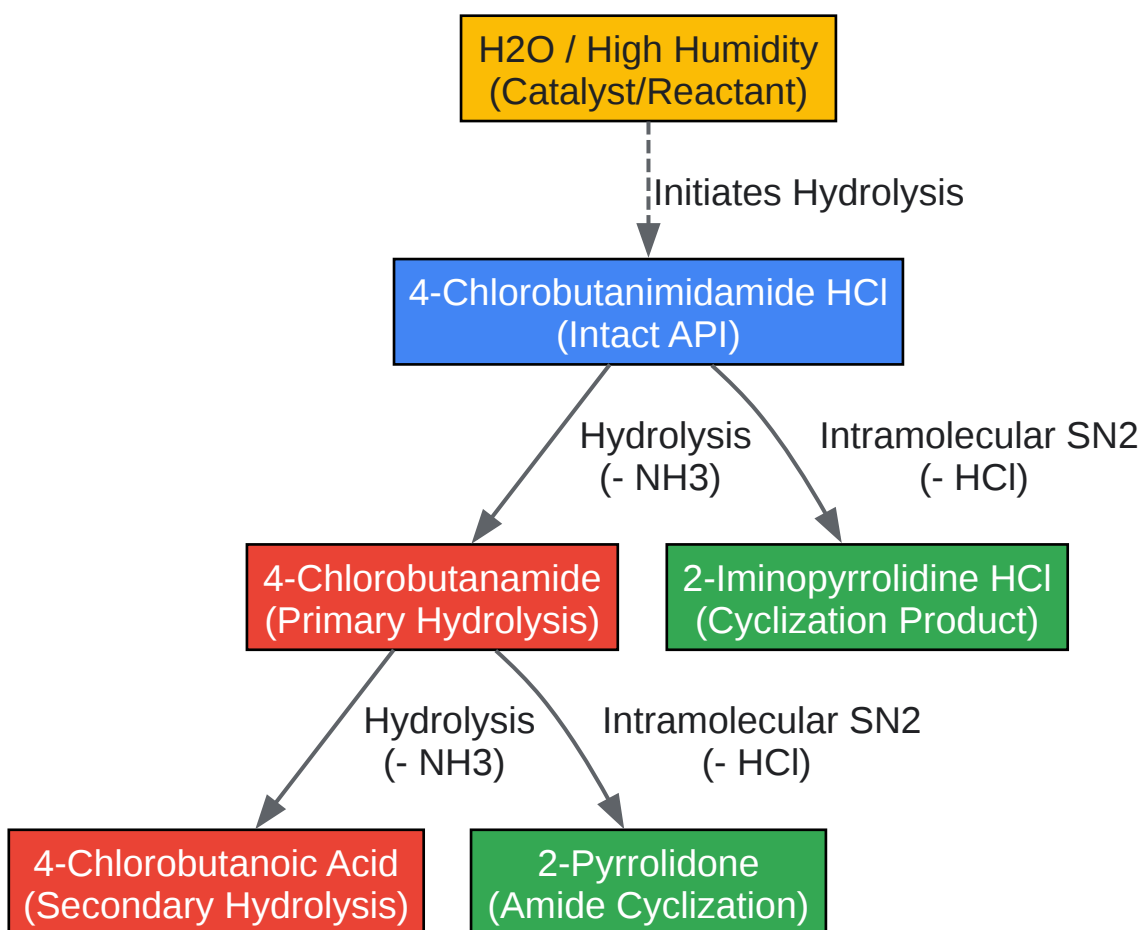 H2O / High Humidity
(Catalyst/Reactant)
Initiates Hydrolysis
4-Chlorobutanimidamide HCl
(Intact API)
Hydrolysis
(- NH3)
Intramolecular SN2
(- HCl)
4-Chlorobutanamide
(Primary Hydrolysis)
2-Iminopyrrolidine HCl
(Cyclization Product)
Hydrolysis
(- NH3)
Intramolecular SN2
(- HCl)
4-Chlorobutanoic Acid
(Secondary Hydrolysis)
2-Pyrrolidone
(Amide Cyclization)